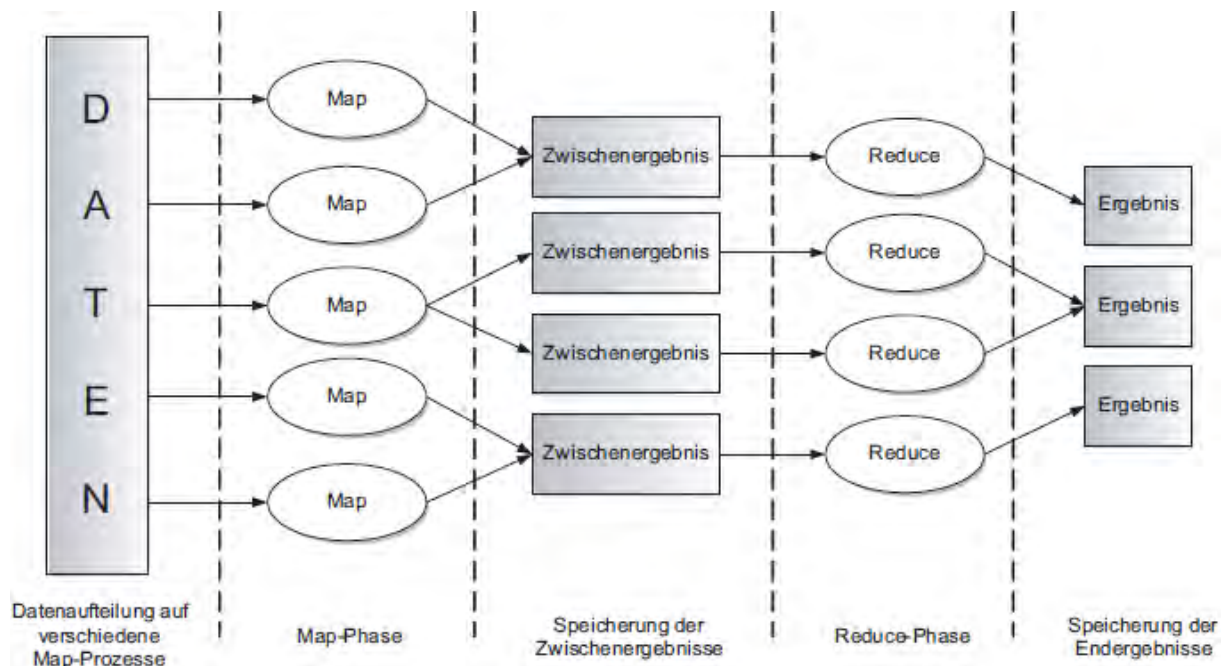 D
A
T
E
N
Map
Map
Map
Map
Map
Zwischenergebnis
Zwischenergebnis
Zwischenergebnis
Zwischenergebnis
Reduce
Reduce
Reduce
Reduce
Ergebnis
Ergebnis
Ergebnis
Datenaufteilung auf
verschiedene
Map-Prozesse
Map-Phase
Speicherung der
Zwischenergebnisse
Reduce-Phase
Speicherung der
Endergebnisse